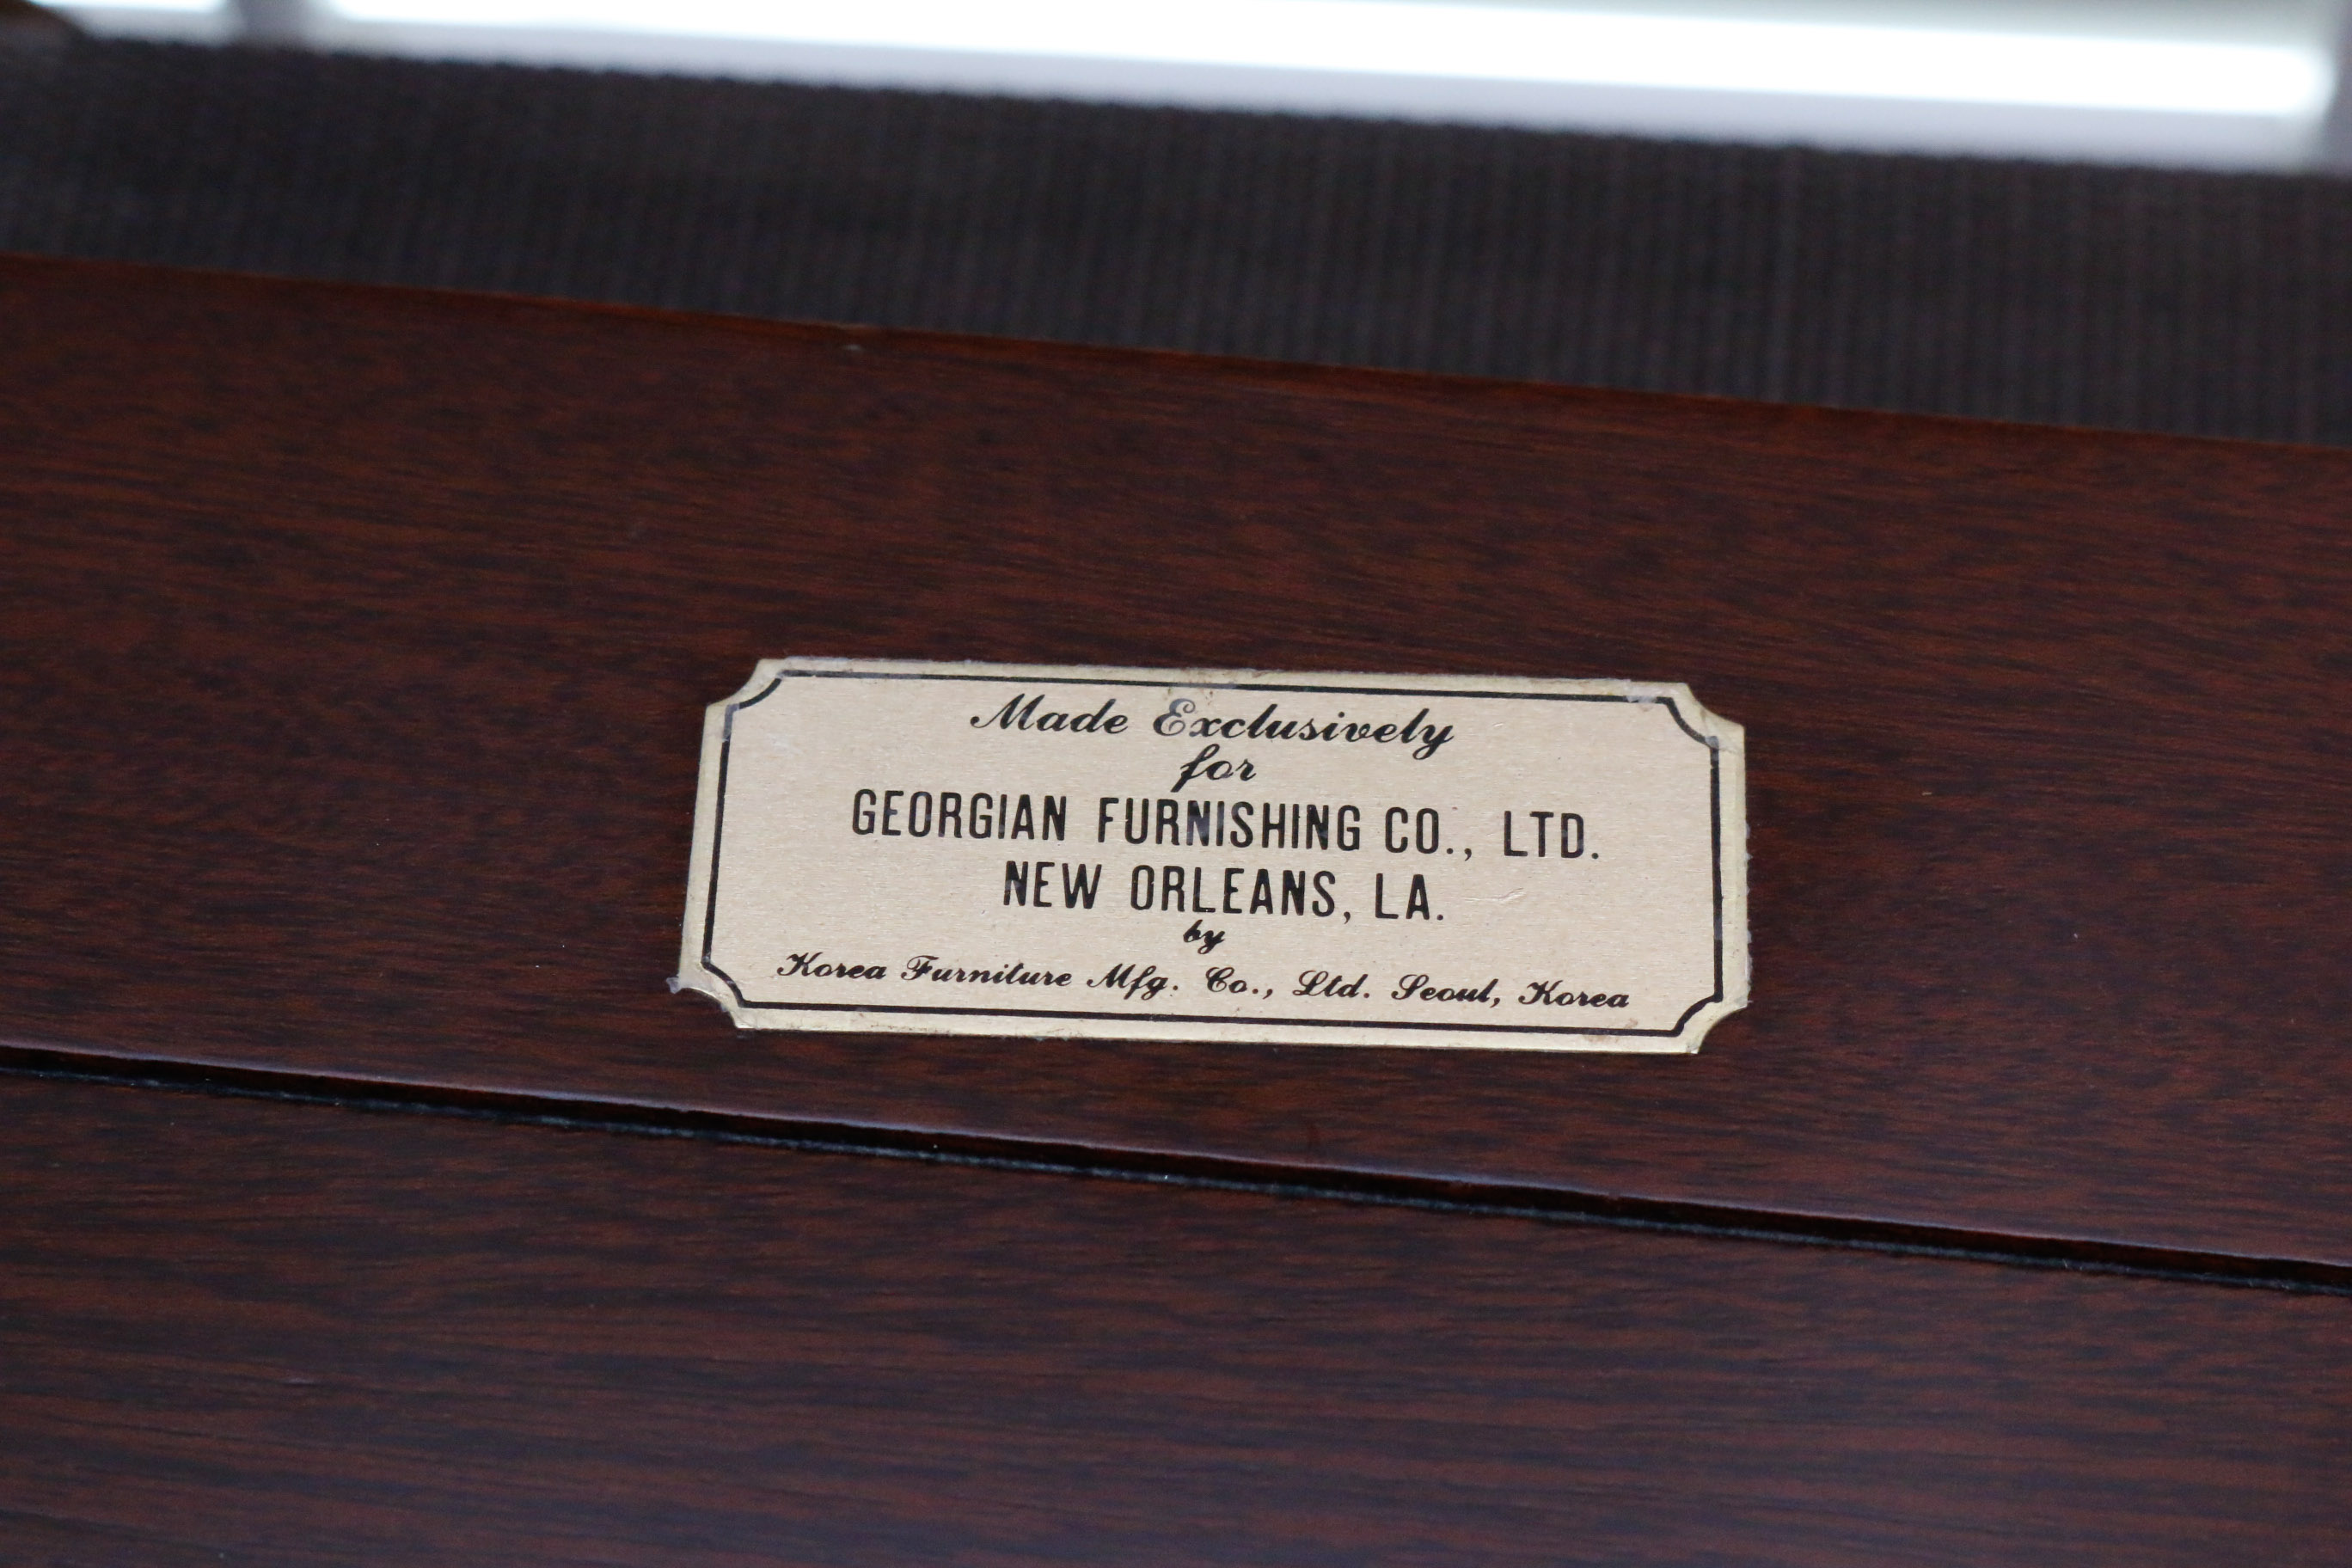 Made Exclusively
for
GEORGIAN FURNISHING CO., LTD.
NEW ORLEANS, LA.
by
Korea Furniture Mfg. Co., Ltd. Seoul, Korea